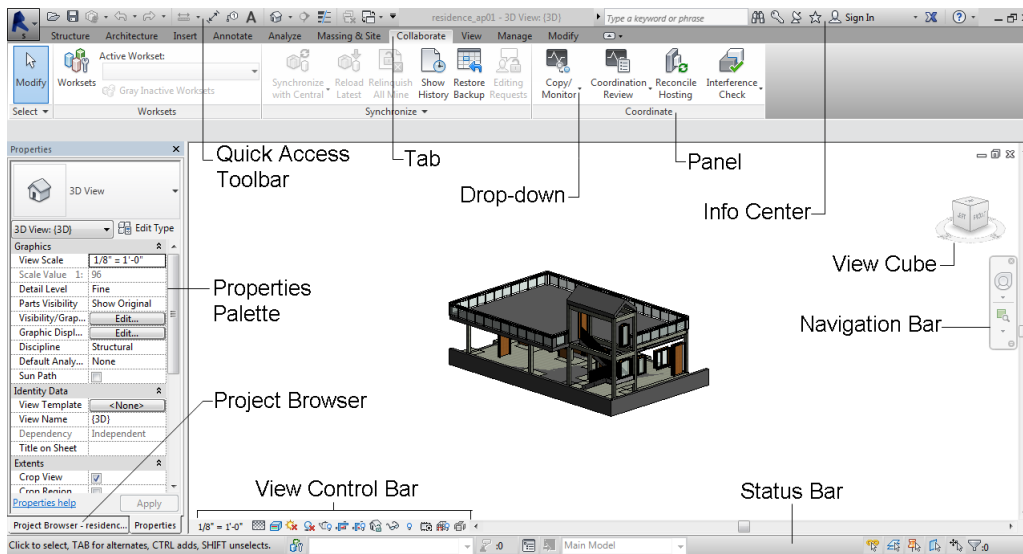 residence_ap01 - 3D View: {3D}
Type a keyword or phrase
Sign In
S
Structure Architecture Insert Annotate Analyze Massing & Site Collaborate View Manage Modify
Modify
Worksets
Active Workset:
Gray Inactive Worksets
Synchronize with Central
Reload Latest
Relinquish All Mine
Show History
Restore Backup
Editing Requests
Copy/ Monitor
Coordination Review
Reconcile Hosting
Interference Check
Select
Worksets
Synchronize
Coordinate
Properties
Quick Access
Toolbar
Tab
Panel
Drop-down
Info Center
View Cube
Navigation Bar
3D View
3D View: {3D}
Edit Type
Graphics
View Scale 1/8" = 1'-0"
Scale Value 1: 96
Detail Level Fine
Parts Visibility Show Original
Visibility/Grap... Edit...
Graphic Displ... Edit...
Discipline Structural
Default Analy... None
Sun Path
Identity Data
View Template <None>
View Name {3D}
Dependency Independent
Title on Sheet
Extents
Crop View
Crop Region
Properties help
Apply
Properties
Palette
Project Browser
View Control Bar
Status Bar
Project Browser - residenc... Properties
1/8" = 1'-0"
Click to select, TAB for alternates, CTRL adds, SHIFT unselects.
:0
Main Model
:0